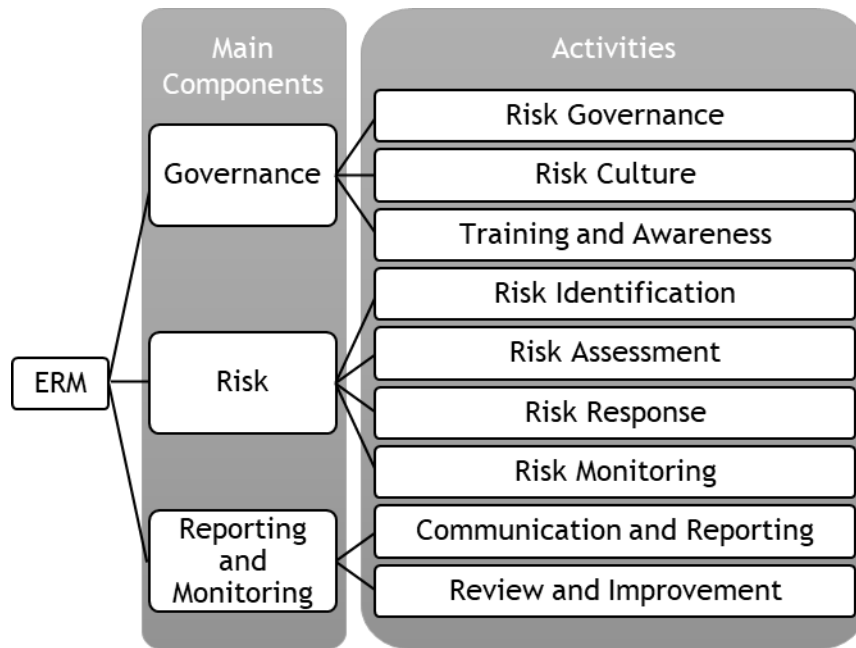 Main
Components
Activities
ERM
Governance
Risk Governance
Risk Culture
Training and Awareness
Risk
Risk Identification
Risk Assessment
Risk Response
Risk Monitoring
Reporting
and
Monitoring
Communication and Reporting
Review and Improvement